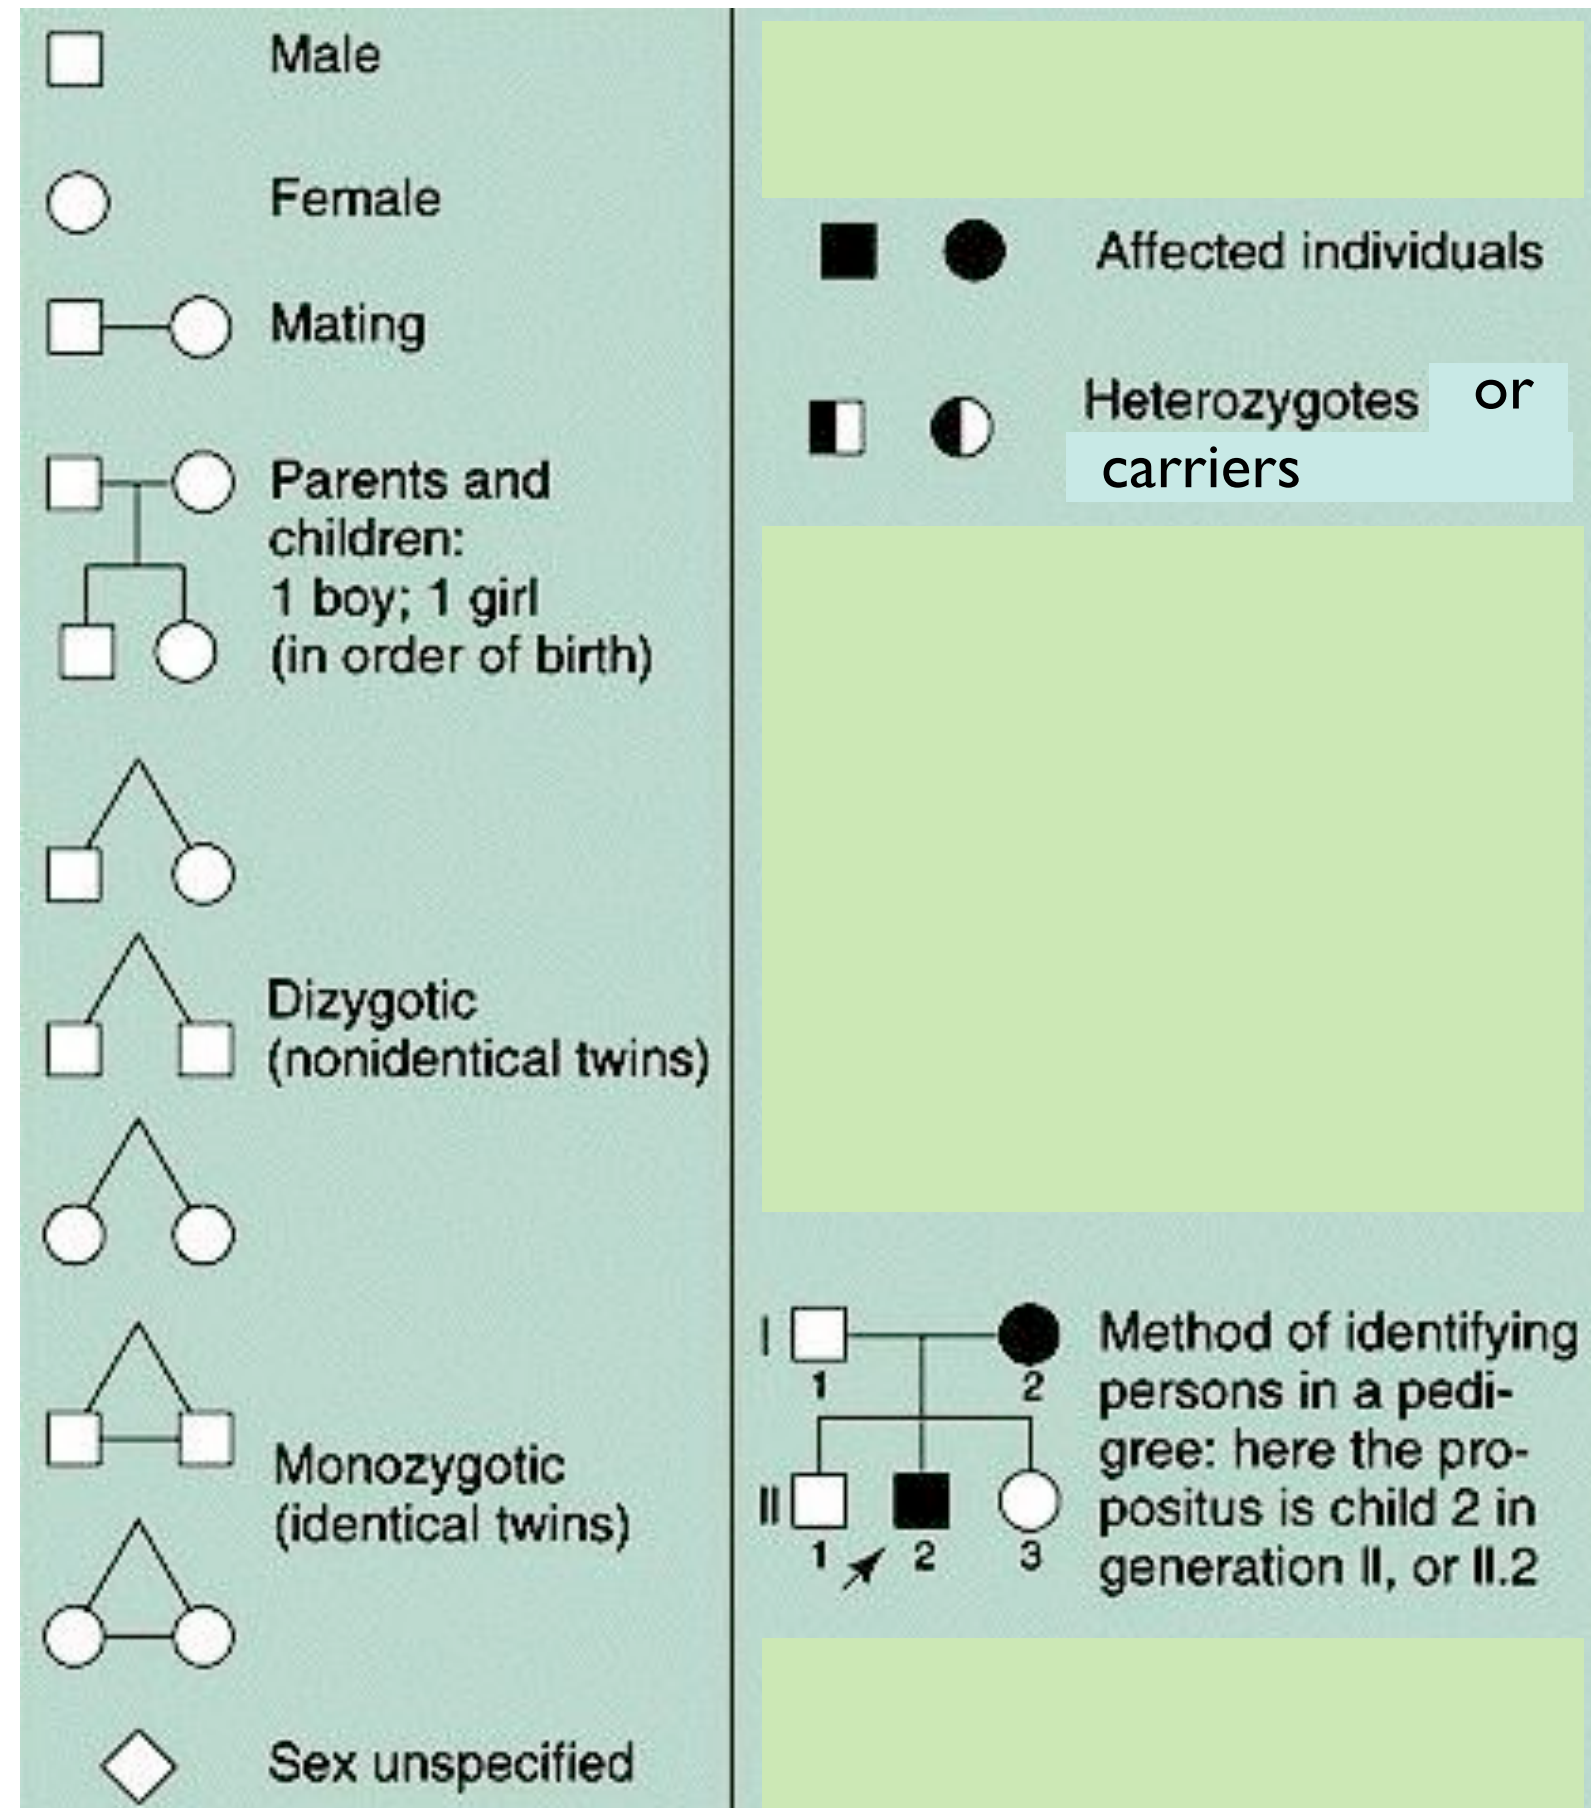 Male
Female
Mating
Parents and
children:
1 boy; 1 girl
(in order of birth)
Dizygotic
(nonidentical twins)
Monozygotic
(identical twins)
Sex unspecified
Affected individuals
Heterozygotes or
carriers
I
1 2
II
1 2 3
Method of identifying
persons in a pedi-
gree: here the pro-
positus is child 2 in
generation II, or II.2